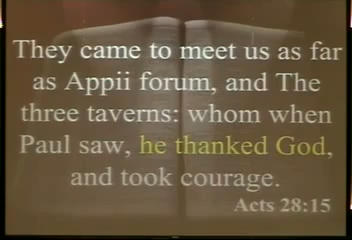 They came to meet us as far
as Appii forum, and The
three taverns: whom when
Paul saw, he thanked God,
and took courage.
Acts 28:15